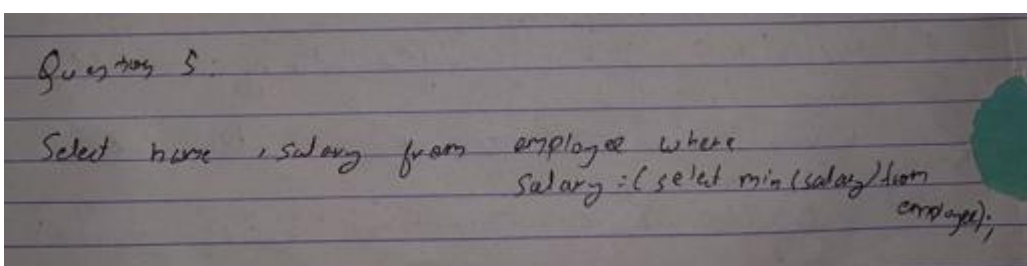 Question 5:
Select name , salary from employee where
salary = ( select min (salary) from
employee);